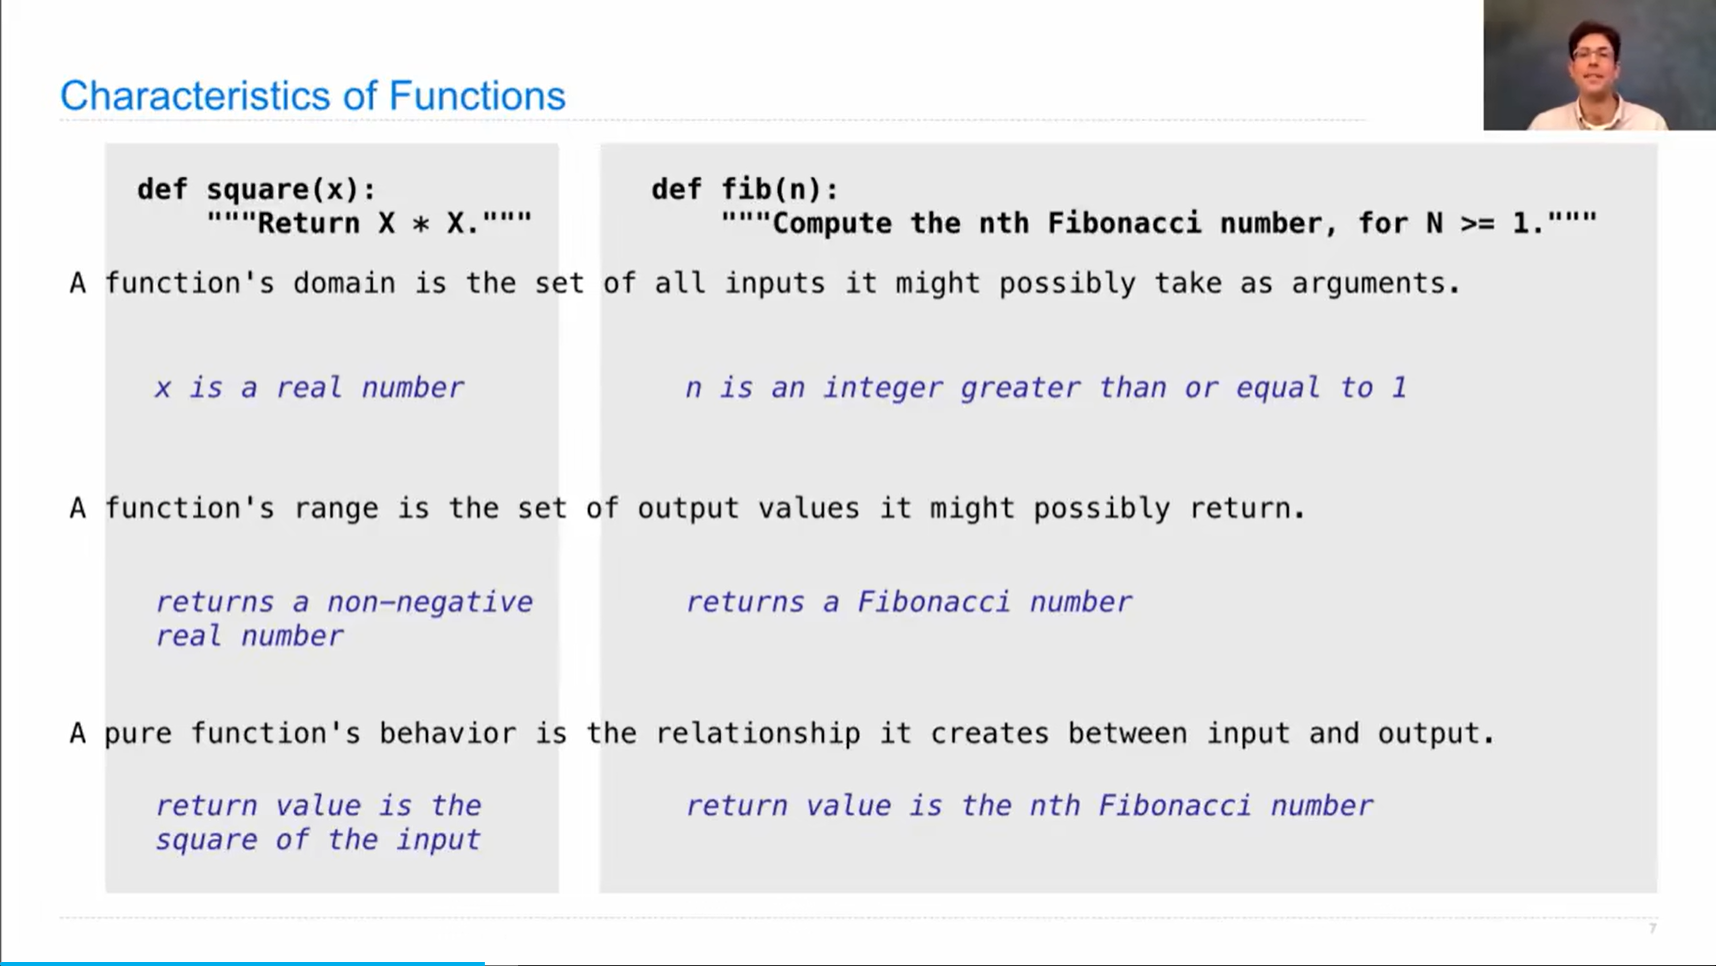 Characteristics of Functions
def square(x):
"""Return X * X."""
def fib(n):
"""Compute the nth Fibonacci number, for N >= 1."""
A function's domain is the set of all inputs it might possibly take as arguments.
x is a real number
n is an integer greater than or equal to 1
A function's range is the set of output values it might possibly return.
returns a non-negative
real number
returns a Fibonacci number
A pure function's behavior is the relationship it creates between input and output.
return value is the
square of the input
return value is the nth Fibonacci number
7